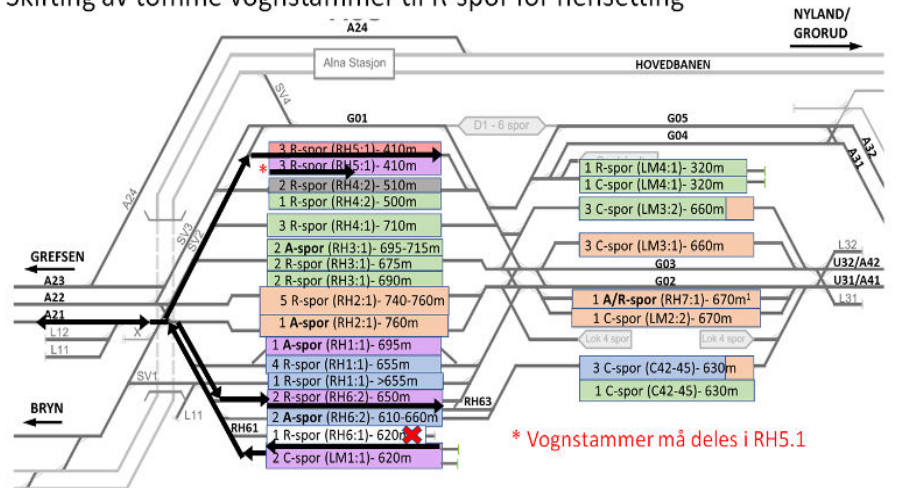 Skifting av tomme vognstammer til R-spor for hensetting
NYLAND/
GRORUD
A24
Alna Stasjon
HOVEDBANEN
SV4
G01
D1 - 6 spor
G05
G04
A32
A31
3 R-spor (RH5:1)- 410m
* 3 R-spor (RH5:1)- 410m
2 R-spor (RH4:2)- 510m
1 R-spor (RH4:2)- 500m
3 R-spor (RH4:1)- 710m
2 A-spor (RH3:1)- 695-715m
2 R-spor (RH3:1)- 675m
2 R-spor (RH3:1)- 690m
5 R-spor (RH2:1)- 740-760m
1 A-spor (RH2:1)- 760m
1 A-spor (RH1:1)- 695m
4 R-spor (RH1:1)- 655m
1 R-spor (RH1:1)- >655m
2 R-spor (RH6:2)- 650m
2 A-spor (RH6:2)- 610-660m
1 R-spor (RH6:1)- 620m
2 C-spor (LM1:1)- 620m
1 R-spor (LM4:1)- 320m
1 C-spor (LM4:1)- 320m
3 C-spor (LM3:2)- 660m
3 C-spor (LM3:1)- 660m
G03
G02
1 A/R-spor (RH7:1)- 670m¹
1 C-spor (LM2:2)- 670m
Lok 4 spor
Lok 4 spor
3 C-spor (C42-45)- 630m
1 C-spor (C42-45)- 630m
L32
U32/A42
U31/A41
L31
A24
SV3
SV2
GREFSEN
A23
A22
A21
L12
L11
X
SV1
L11
BRYN
RH61
RH63
* Vognstammer må deles i RH5.1